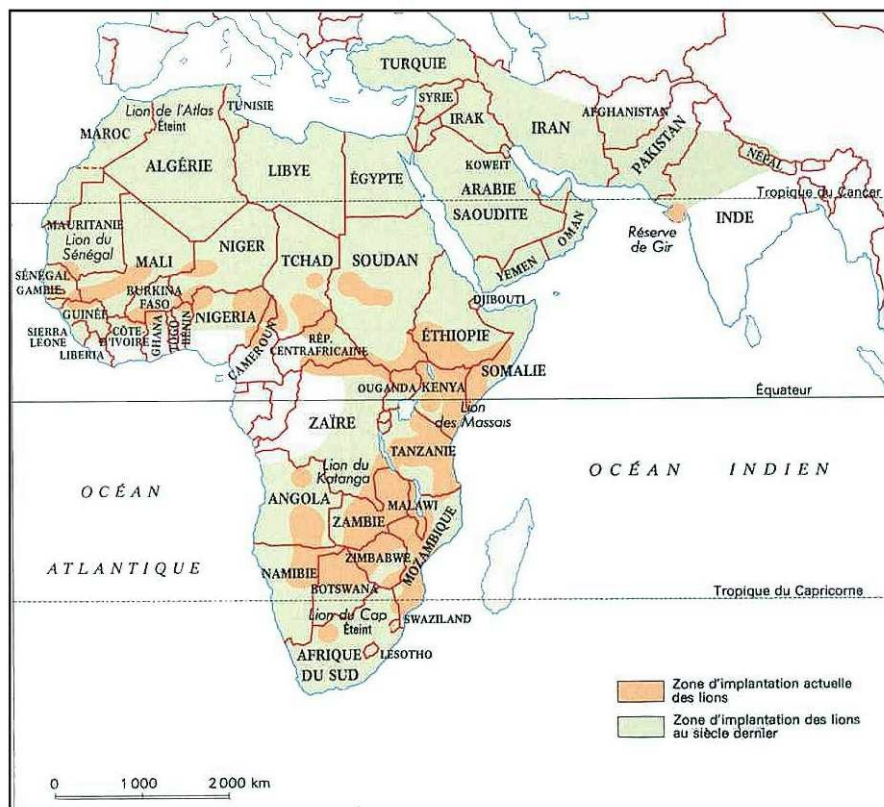 TURQUIE
SYRIE
IRAK
IRAN
AFGHANISTAN
PAKISTAN
NÉPAL
Lion de l'Atlas
Éteint
TUNISIE
MAROC
ALGÉRIE
LIBYE
ÉGYPTE
KOWEIT
ARABIE
SAOUDITE
OMAN
YEMEN
Tropique du Cancer
INDE
Réserve
de Gir
MAURITANIE
Lion du
Sénégal
MALI
NIGER
TCHAD
SOUDAN
DJIBOUTI
SÉNÉGAL
GAMBIE
BURKINA
FASO
GUINÉE
NIGERIA
SIERRA
LEONE
LIBERIA
CÔTE
D'IVOIRE
GHANA
TOGO
BÉNIN
CAMEROUN
RÉP.
CENTRAFRICAINE
ÉTHIOPIE
SOMALIE
OUGANDA
KENYA
Équateur
Lion
des Massaïs
ZAÏRE
TANZANIE
Lion du
Katanga
OCÉAN INDIEN
OCÉAN
ATLANTIQUE
ANGOLA
MALAWI
ZAMBIE
MOZAMBIQUE
ZIMBABWE
NAMIBIE
BOTSWANA
Tropique du Capricorne
Lion du Cap
Éteint
SWAZILAND
AFRIQUE
DU SUD
LÉSOTHO
Zone d'implantation actuelle
des lions
Zone d'implantation des lions
au siècle dernier
0 1 000 2 000 km